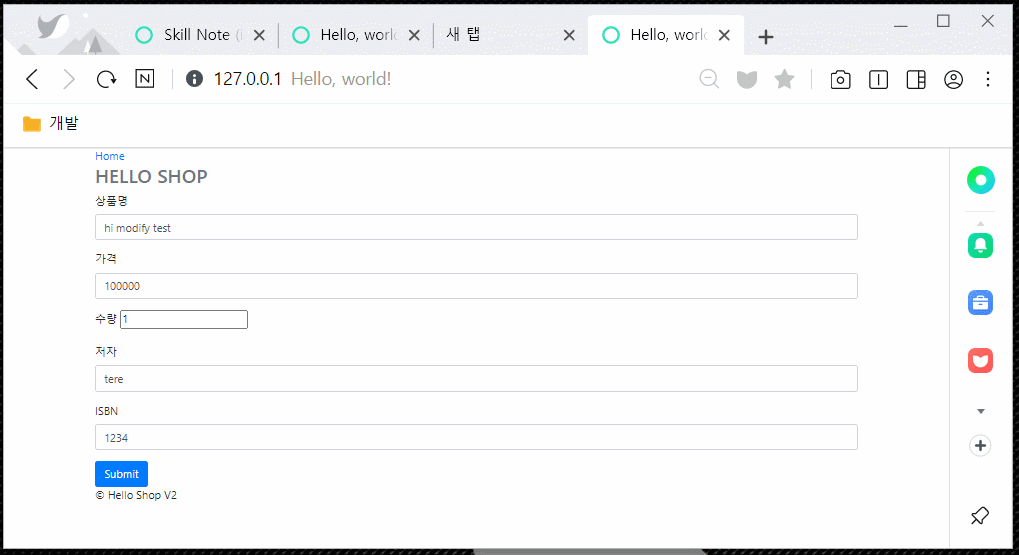 Skill Note (i
Hello, world
새 탭
Hello, world
N 127.0.0.1 Hello, world!
개발
Home
HELLO SHOP
상품명
hi modify test
가격
100000
수량 1
저자
tere
ISBN
1234
Submit
© Hello Shop V2